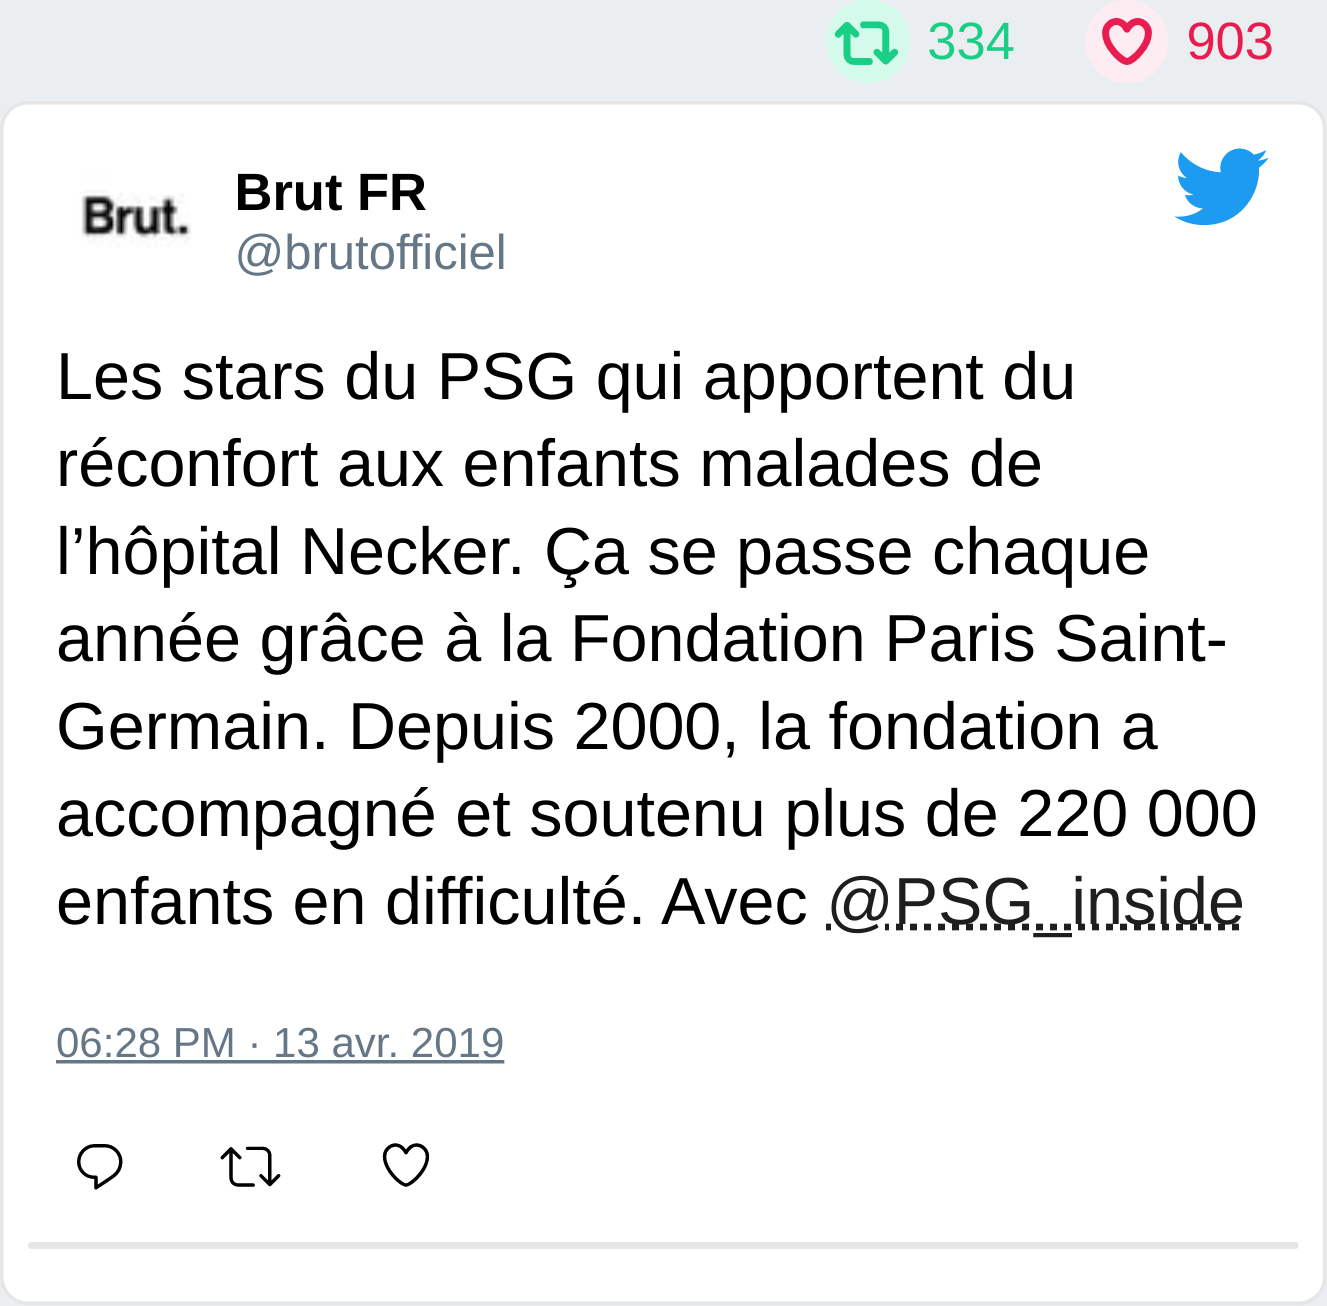 334 903
Brut.
Brut FR
@brutofficiel
Les stars du PSG qui apportent du
réconfort aux enfants malades de
l’hôpital Necker. Ça se passe chaque
année grâce à la Fondation Paris Saint-
Germain. Depuis 2000, la fondation a
accompagné et soutenu plus de 220 000
enfants en difficulté. Avec @PSG_inside
06:28 PM · 13 avr. 2019